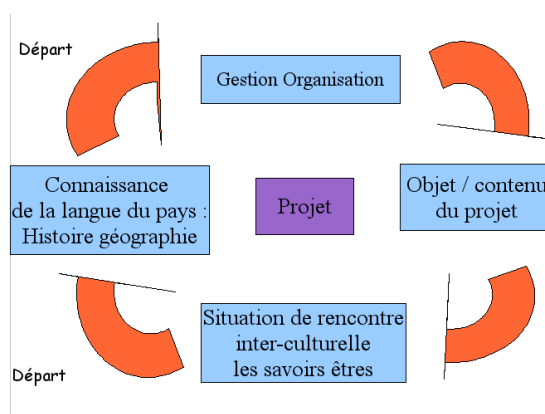 Départ
Gestion Organisation
Connaissance
de la langue du pays :
Histoire géographie
Projet
Objet / contenu
du projet
Situation de rencontre
inter-culturelle
les savoirs êtres
Départ